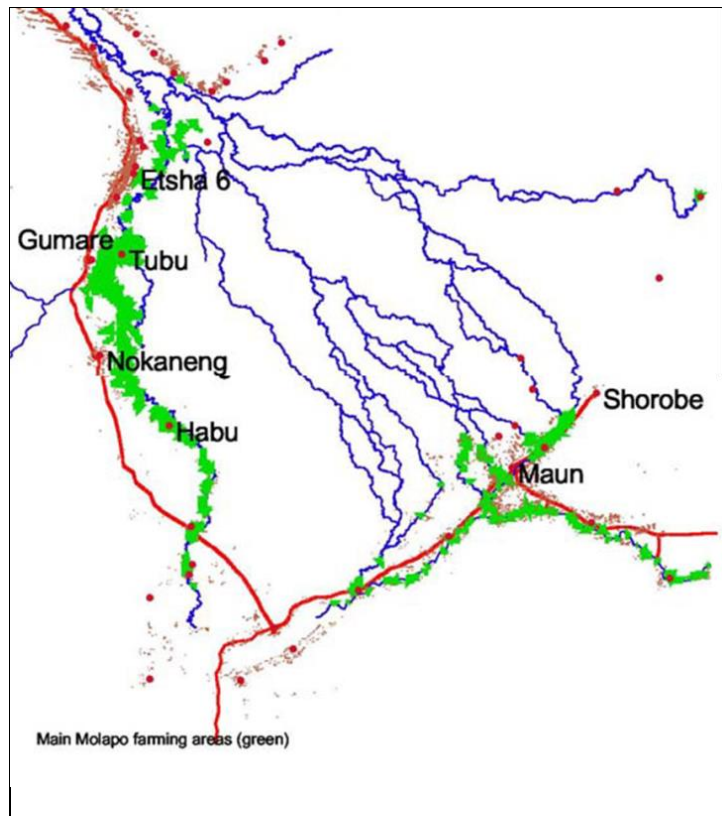 Etsha 6
Gumare
Tubu
Nokaneng
Shorobe
Habu
Maun
Main Molapo farming areas (green)